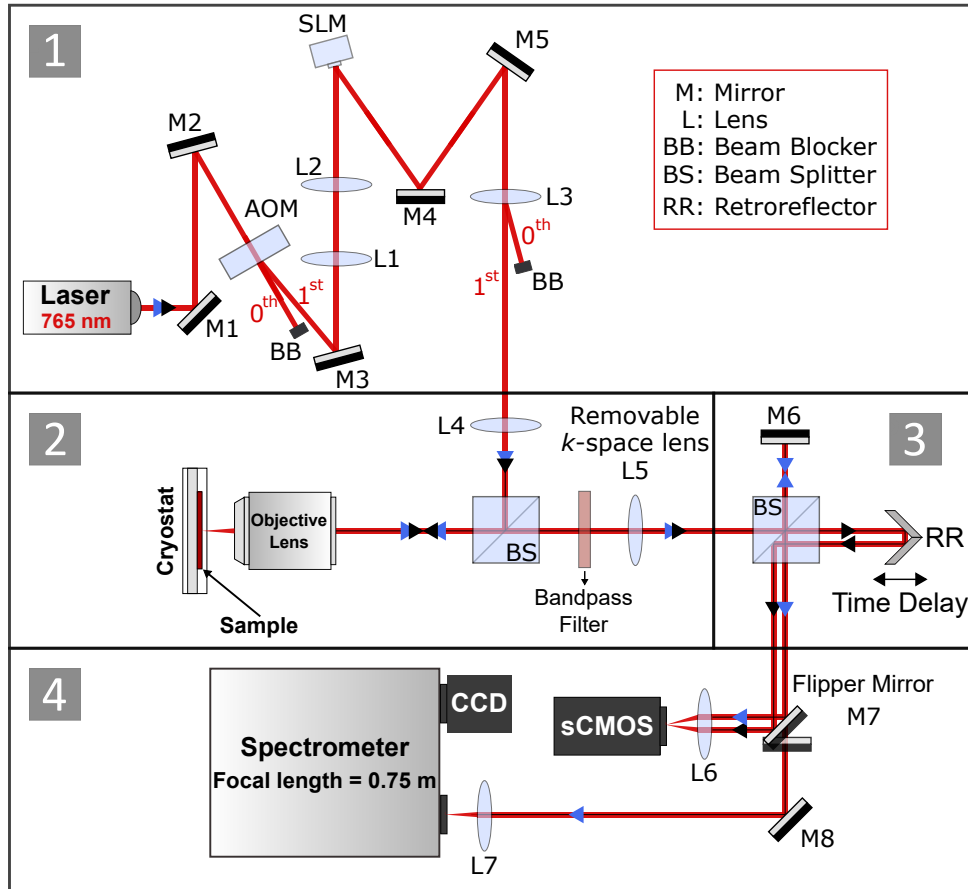 1
SLM
M5
M: Mirror
L: Lens
BB: Beam Blocker
BS: Beam Splitter
RR: Retroreflector
M2
L2
M4
L3
AOM
0th
BB
L1
1st
Laser
765 nm
M1
0th
1st
BB
M3
2
L4
Removable
k-space lens
L5
M6
3
Cryostat
Objective
Lens
BS
BS
RR
Bandpass
Filter
Time Delay
Sample
4
CCD
Flipper Mirror
M7
sCMOS
Spectrometer
Focal length = 0.75 m
L6
M8
L7